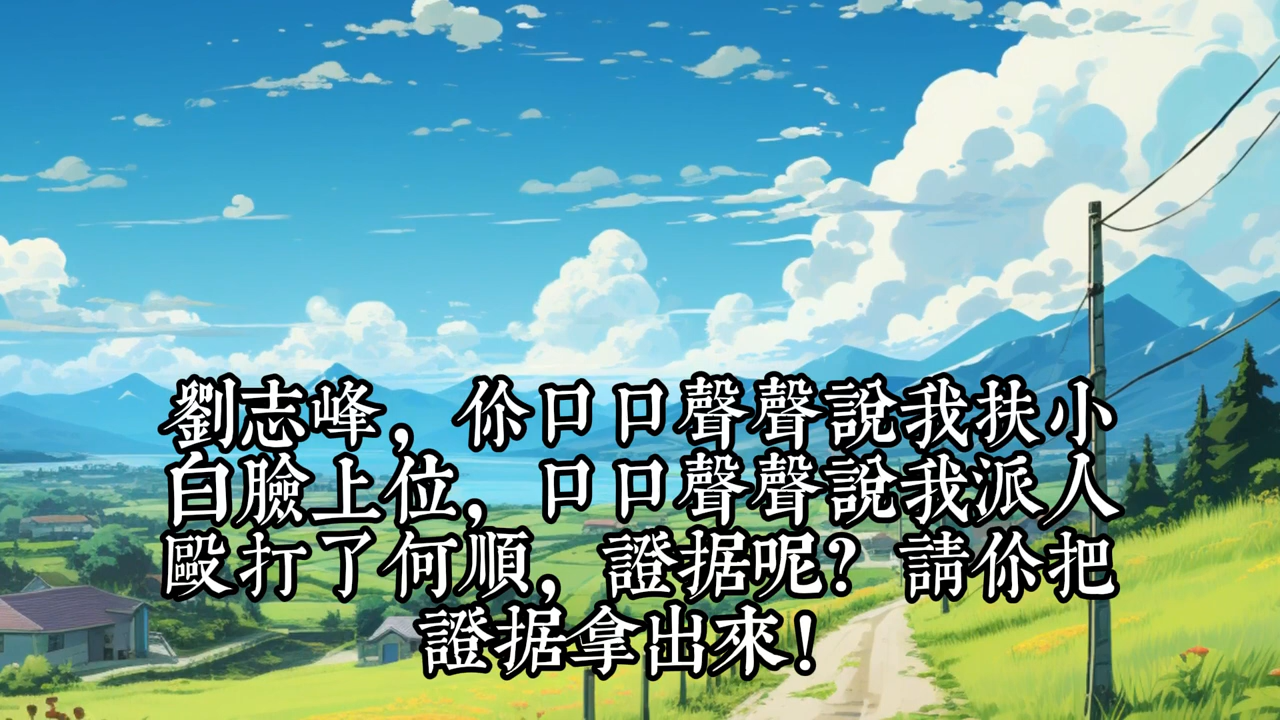 劉志峰，你口口聲聲說我扶小
白臉上位，口口聲聲說我派人
毆打了何順，證据呢？請你把
證据拿出來！